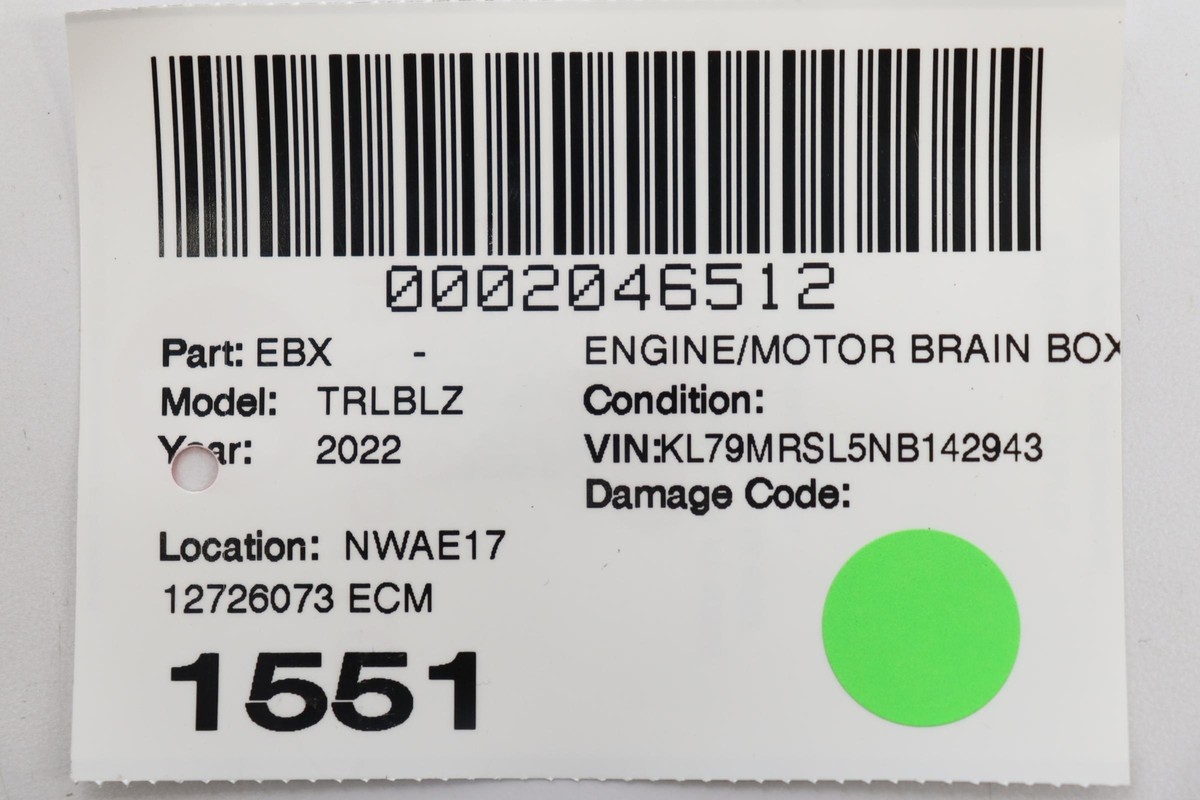 0002046512
Part: EBX - ENGINE/MOTOR BRAIN BOX
Model: TRLBLZ Condition:
Year: 2022 VIN:KL79MRSL5NB142943
Damage Code:
Location: NWAE17
12726073 ECM
1551